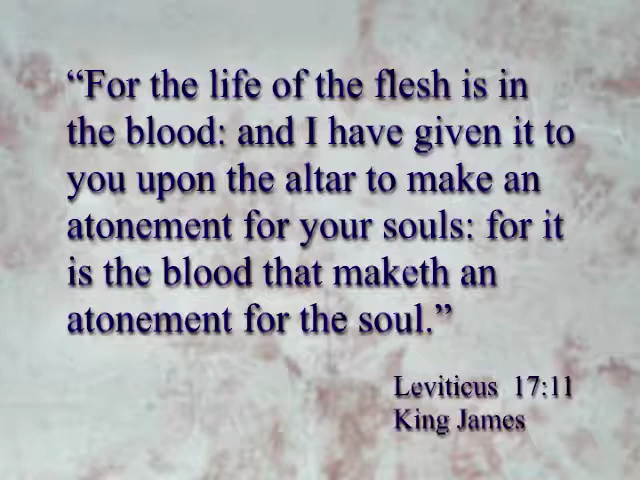 “For the life of the flesh is in
the blood: and I have given it to
you upon the altar to make an
atonement for your souls: for it
is the blood that maketh an
atonement for the soul.”
Leviticus 17:11
King James